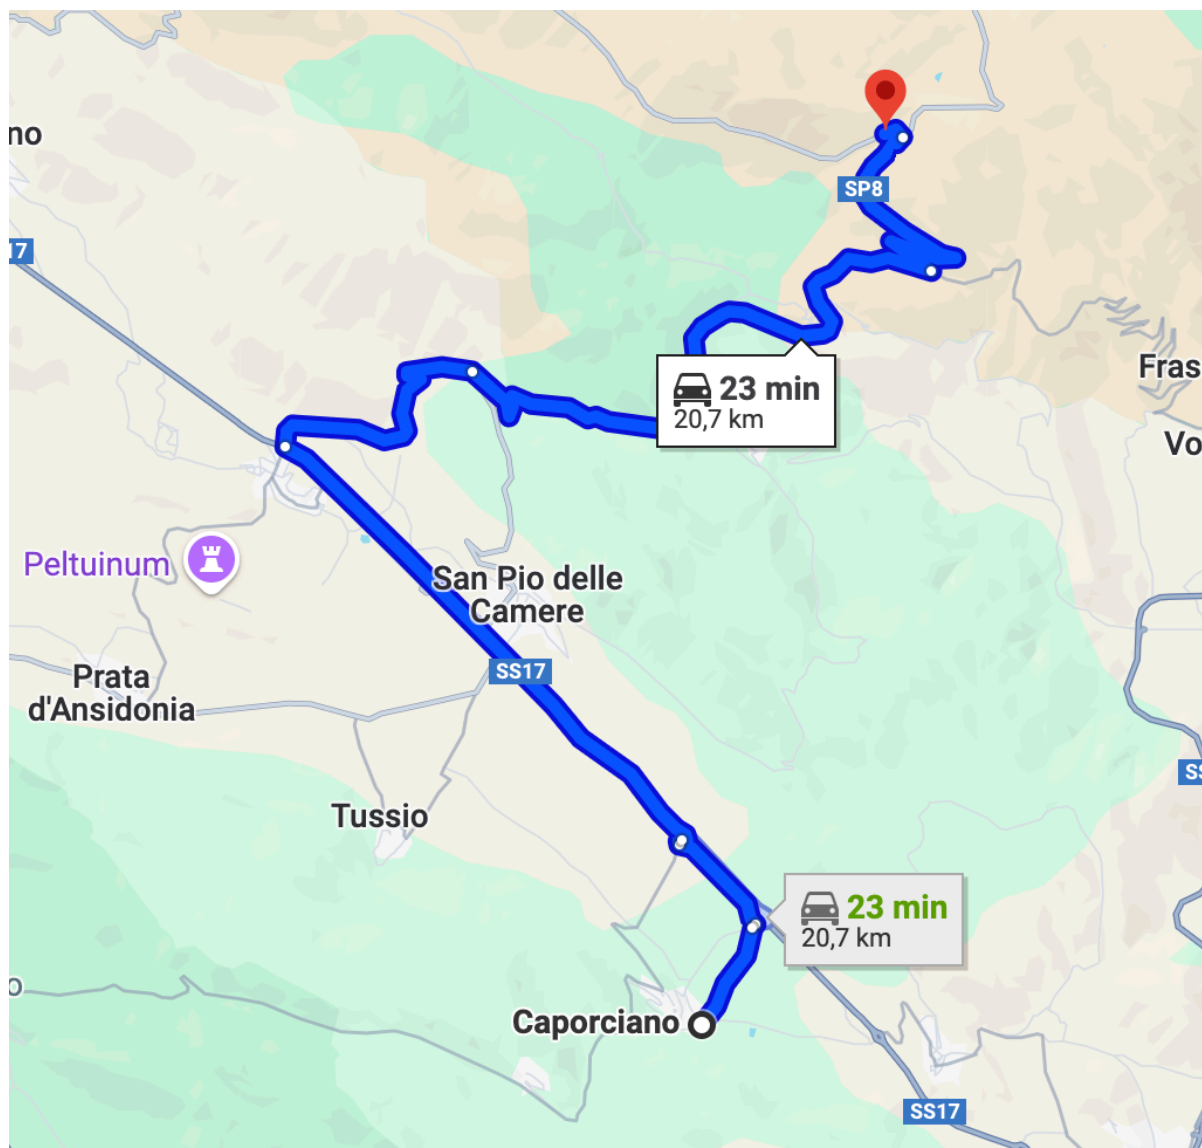 no
SP8
17
Fras
23 min
20,7 km
Vo
Peltuinum
San Pio delle
Camere
SS17
Prata
d'Ansidonia
SS
Tussio
23 min
20,7 km
o
Caporciano
SS17